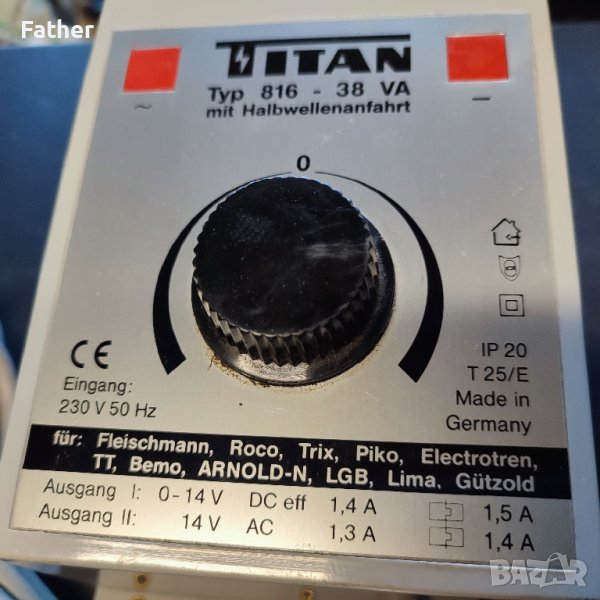 Father
TITAN
Typ 816 - 38 VA
mit Halbwellenanfahrt
~
–
0
CE
IP 20
T 25/E
Made in
Germany
Eingang:
230 V 50 Hz
für: Fleischmann, Roco, Trix, Piko, Electrotren,
TT, Bemo, ARNOLD-N, LGB, Lima, Gützold
Ausgang I: 0-14 V DC eff 1,4 A 1,5 A
Ausgang II: 14 V AC 1,3 A 1,4 A
BAZAR